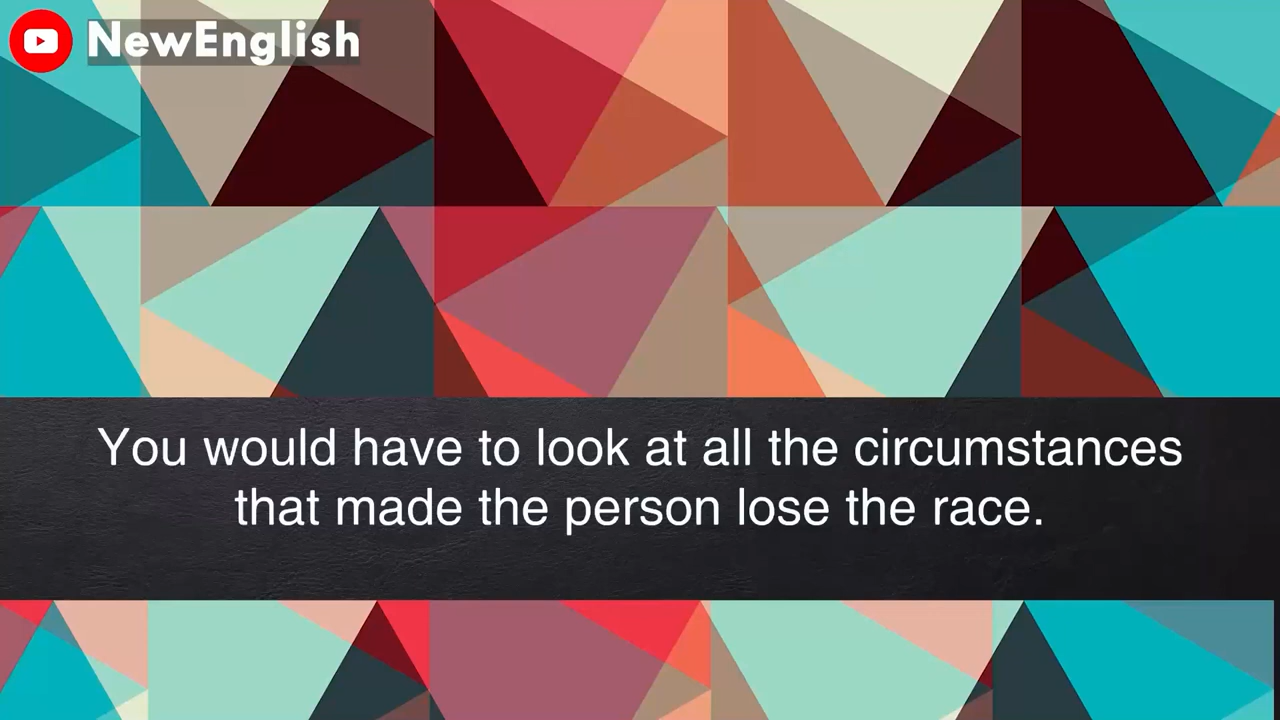 NewEnglish
You would have to look at all the circumstances
that made the person lose the race.